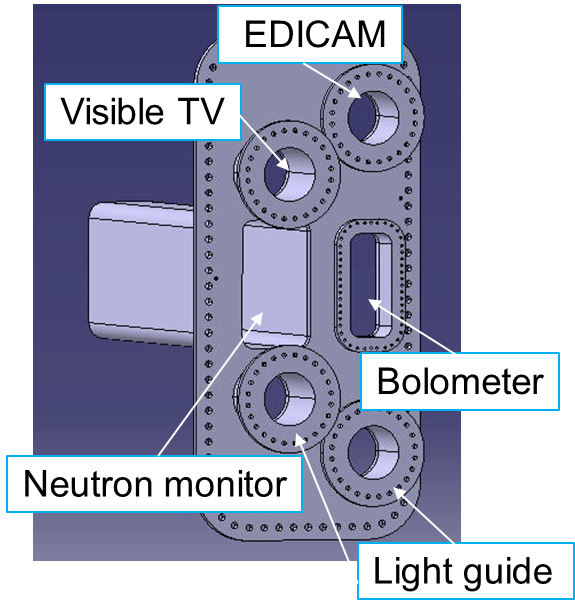 EDICAM
Visible TV
Bolometer
Neutron monitor
Light guide